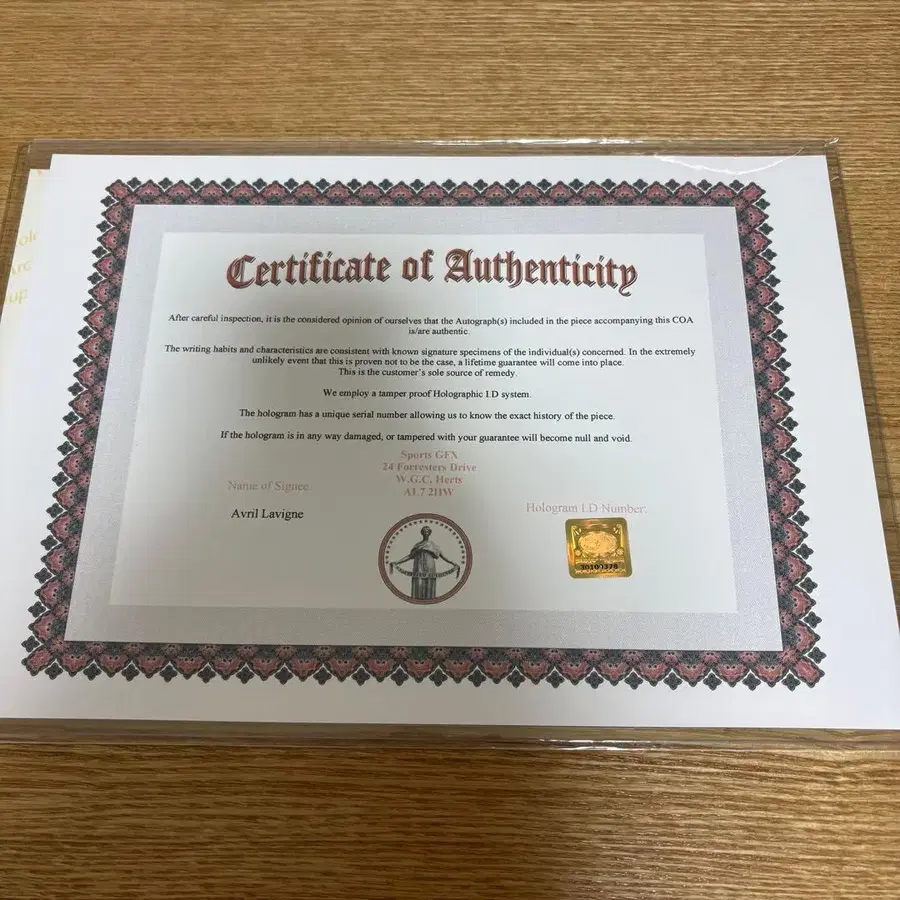 Certificate of Authenticity
After careful inspection, it is the considered opinion of ourselves that the Autograph(s) included in the piece accompanying this COA
is/are authentic.
The writing habits and characteristics are consistent with known signature specimens of the individual(s) concerned. In the extremely
unlikely event that this is proven not to be the case, a lifetime guarantee will come into place.
This is the customer's sole source of remedy.
We employ a tamper proof Holographic I.D system.
The hologram has a unique serial number allowing us to know the exact history of the piece.
If the hologram is in any way damaged, or tampered with your guarantee will become null and void.
Sports GFX
24 Forresters Drive
W.G.C, Herts
AL7 2HW
Name of Signee:
Avril Lavigne
Hologram I.D Number:
30100378